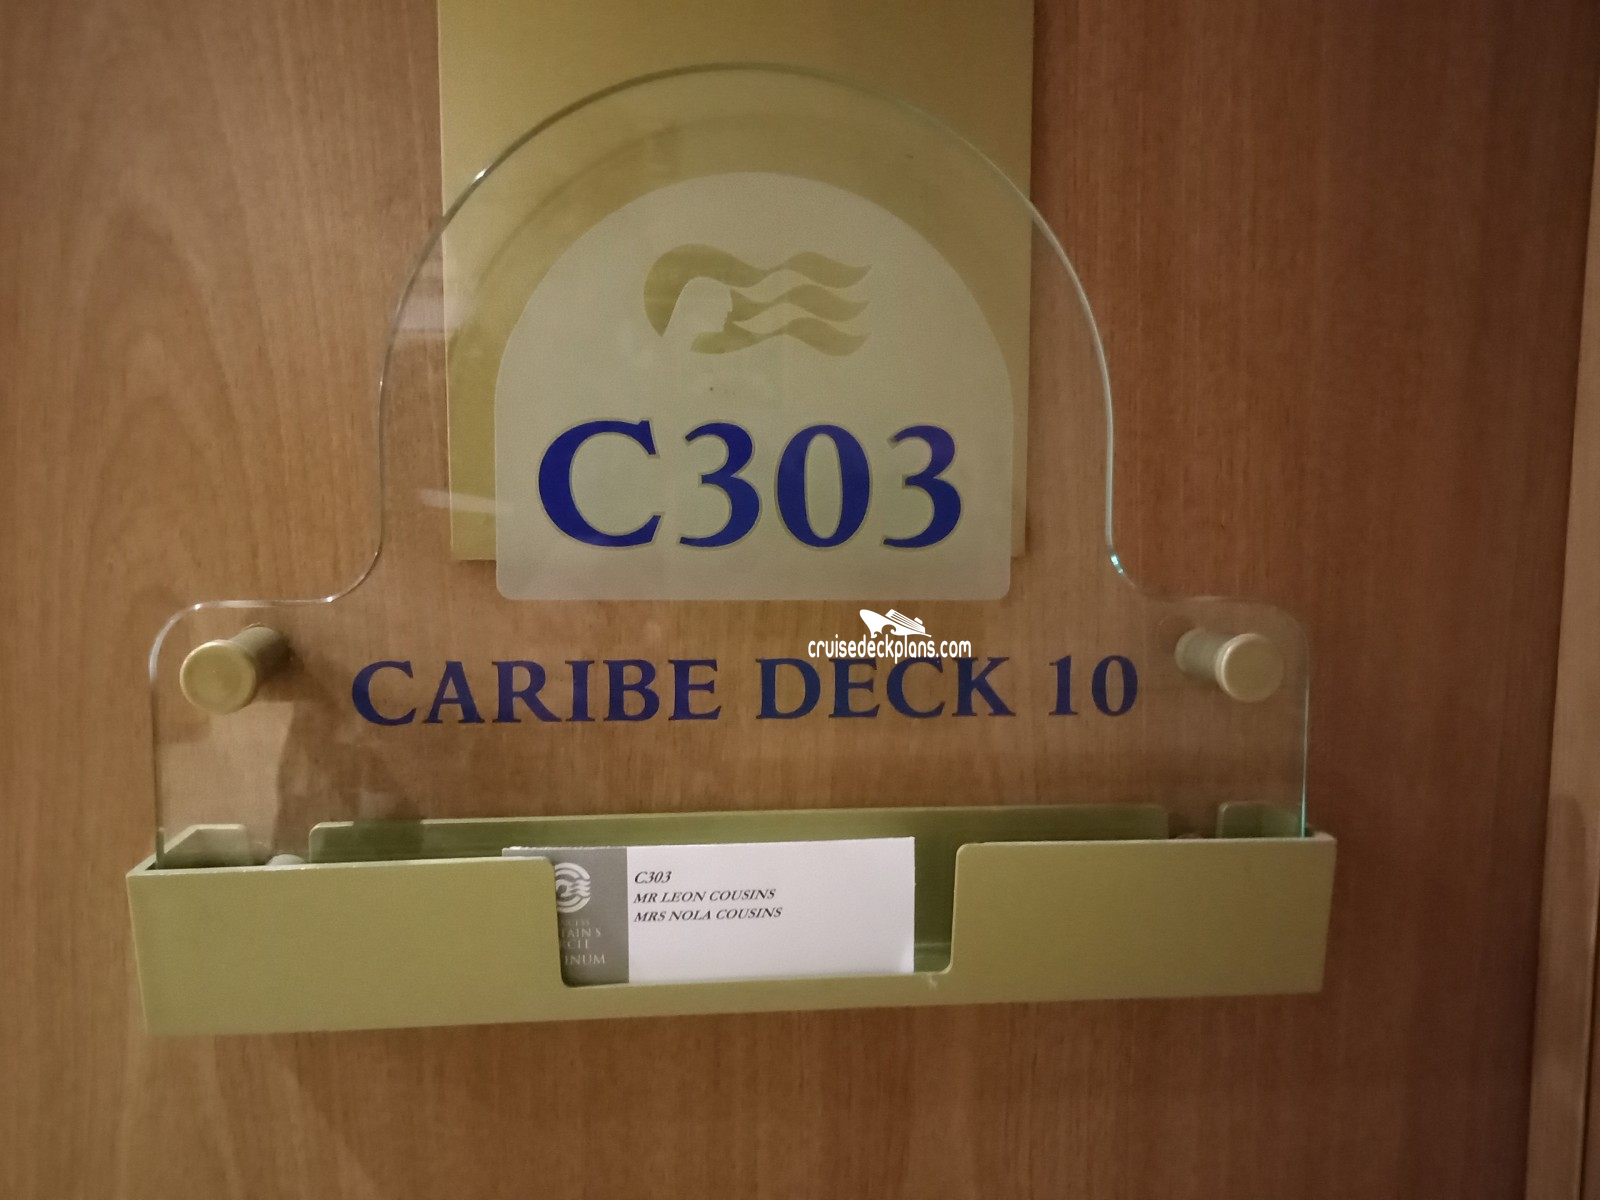 C303
cruisedeckplans.com
CARIBE DECK 10
C303
MR LEON COUSINS
MRS NOLA COUSINS